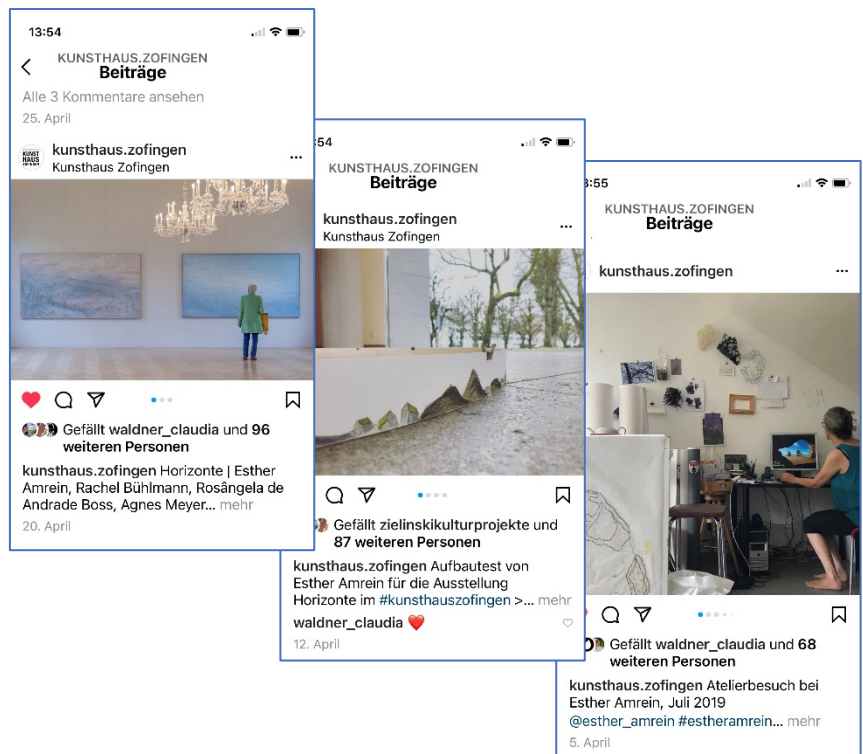 13:54
KUNSTHAUS.ZOFINGEN
Beiträge
Alle 3 Kommentare ansehen
25. April
KUNST
HAUS
kunsthaus.zofingen
Kunsthaus Zofingen
Gefällt waldner_claudia und 96
weiteren Personen
kunsthaus.zofingen Horizonte | Esther
Amrein, Rachel Bühlmann, Rosângela de
Andrade Boss, Agnes Meyer... mehr
20. April
:54
KUNSTHAUS.ZOFINGEN
Beiträge
kunsthaus.zofingen
Kunsthaus Zofingen
Gefällt zielinskikulturprojekte und
87 weiteren Personen
kunsthaus.zofingen Aufbautest von
Esther Amrein für die Ausstellung
Horizonte im #kunsthauszofingen >... mehr
waldner_claudia ❤️
12. April
:55
KUNSTHAUS.ZOFINGEN
Beiträge
kunsthaus.zofingen
Gefällt waldner_claudia und 68
weiteren Personen
kunsthaus.zofingen Atelierbesuch bei
Esther Amrein, Juli 2019
@esther_amrein #estheramrein... mehr
5. April